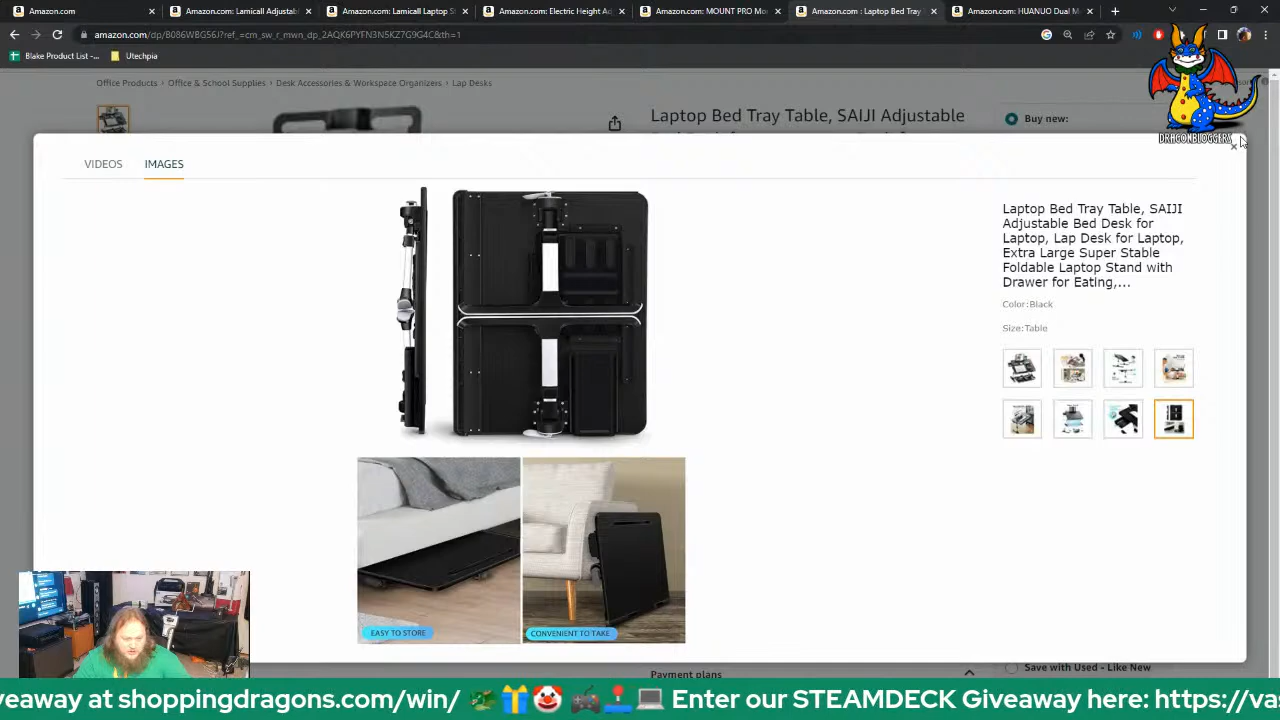 Amazon.com
Amazon.com: Lamicall Adjustab
Amazon.com: Lamicall Laptop S
Amazon.com: Electric Height Ad
Amazon.com: MOUNT PRO Mo
Amazon.com : Laptop Bed Tray
Amazon.com: HUANUO Dual M
amazon.com/dp/B086WBG56J?ref_=cm_sw_r_mwn_dp_2AQK6PYFN3N5KZ7G9G4C&th=1
Blake Product List -...
Utechpia
Office Products › Office & School Supplies › Desk Accessories & Workspace Organizers › Lap Desks
Laptop Bed Tray Table, SAIJI Adjustable
Buy new:
DRAGONBLOGGERS
VIDEOS
IMAGES
Laptop Bed Tray Table, SAIJI
Adjustable Bed Desk for
Laptop, Lap Desk for Laptop,
Extra Large Super Stable
Foldable Laptop Stand with
Drawer for Eating,...
Color:Black
Size:Table
EASY TO STORE
CONVENIENT TO TAKE
Payment plans
Save with Used - Like New
veaway at shoppingdragons.com/win/ 🐲🎁🤡 🎮🕹️ 💻 Enter our STEAMDECK Giveaway here: https://vas